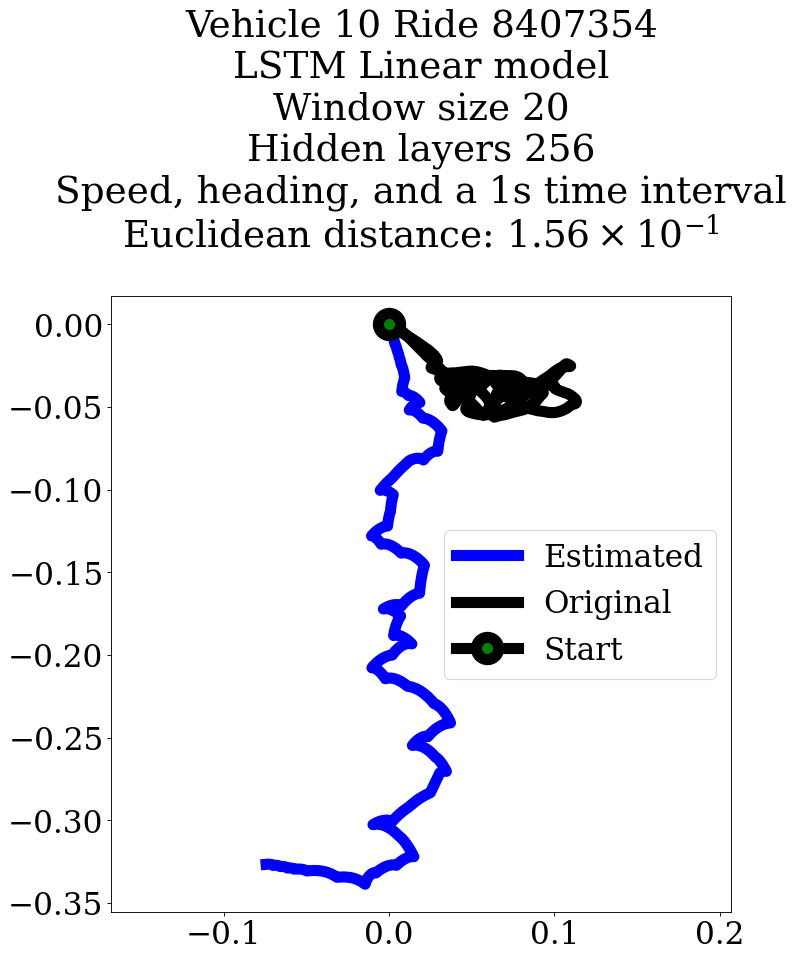 Vehicle 10 Ride 8407354
LSTM Linear model
Window size 20
Hidden layers 256
Speed, heading, and a 1s time interval
Euclidean distance: 1.56 × 10⁻¹
0.00
−0.05
−0.10
−0.15
−0.20
−0.25
−0.30
−0.35
Estimated
Original
Start
−0.1
0.0
0.1
0.2